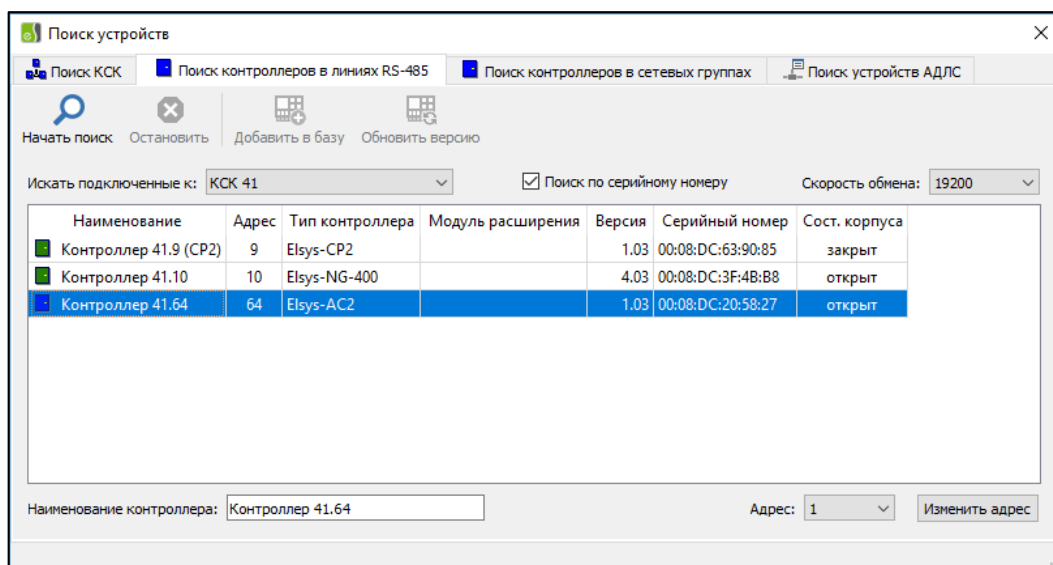 Поиск устройств
Поиск КСК Поиск контроллеров в линиях RS-485 Поиск контроллеров в сетевых группах Поиск устройств АДЛС
Начать поиск Остановить Добавить в базу Обновить версию
Искать подключенные к: КСК 41 Поиск по серийному номеру Скорость обмена: 19200
Наименование Адрес Тип контроллера Модуль расширения Версия Серийный номер Сост. корпуса
Контроллер 41.9 (CP2) 9 Elsys-CP2 1.03 00:08:DC:63:90:85 закрыт
Контроллер 41.10 10 Elsys-NG-400 4.03 00:08:DC:3F:4B:B8 открыт
Контроллер 41.64 64 Elsys-AC2 1.03 00:08:DC:20:58:27 открыт
Наименование контроллера: Контроллер 41.64 Адрес: 1 Изменить адрес